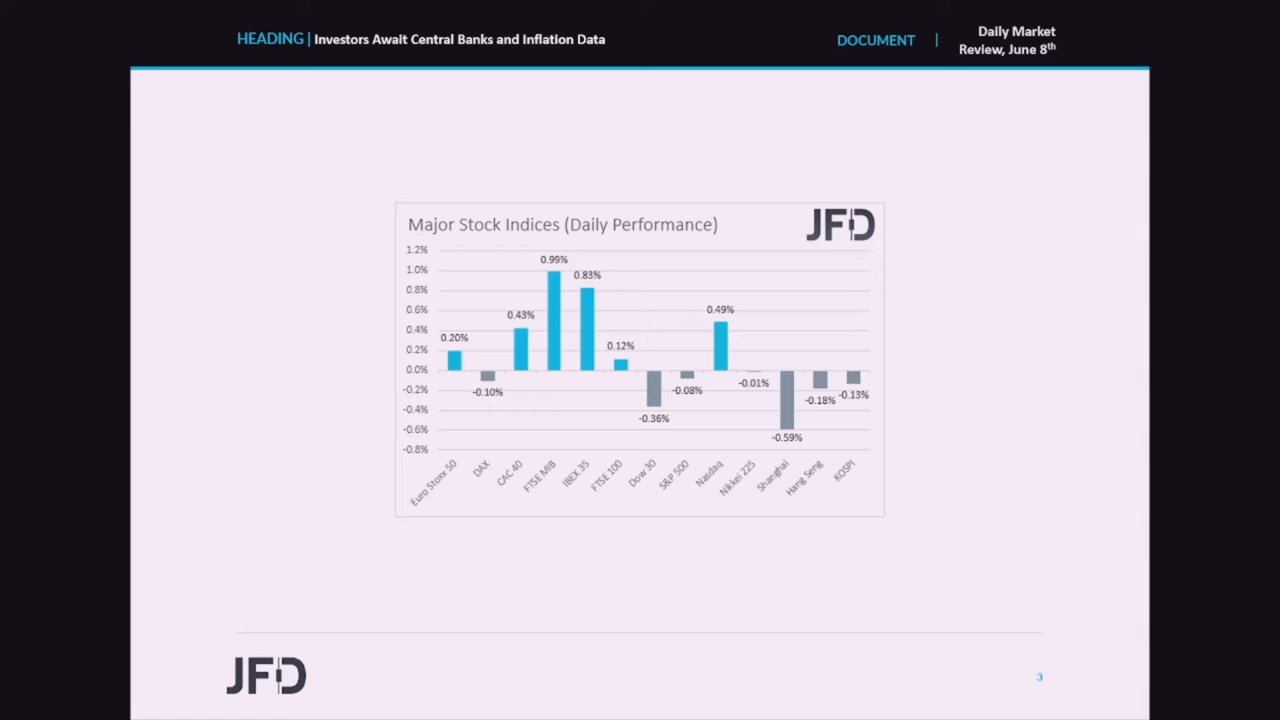 HEADING | Investors Await Central Banks and Inflation Data
DOCUMENT | Daily Market
Review, June 8th
Major Stock Indices (Daily Performance)
JFD
1.2%
1.0%
0.8%
0.6%
0.4%
0.2%
0.0%
-0.2%
-0.4%
-0.6%
-0.8%
0.20%
-0.10%
0.43%
0.99%
0.83%
0.12%
-0.36%
-0.08%
0.49%
-0.01%
-0.59%
-0.18%
-0.13%
Euro Stoxx 50
DAX
CAC 40
FTSE MIB
IBEX 35
FTSE 100
Dow 30
S&P 500
Nasdaq
Nikkei 225
Shanghai
Hang Seng
KOSPI
JFD
3